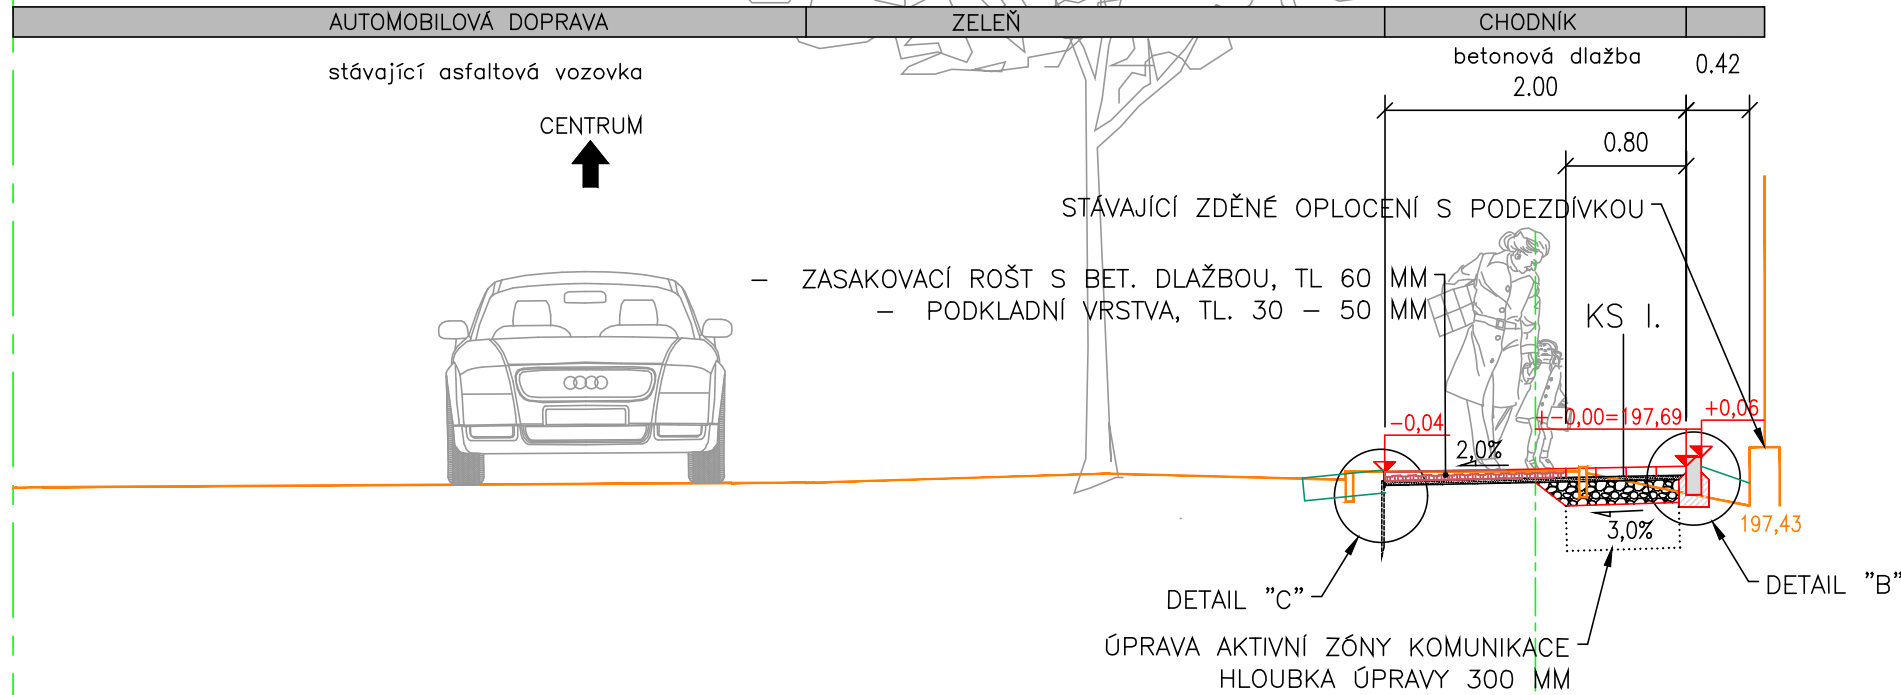 AUTOMOBILOVÁ DOPRAVA
ZELEŇ
CHODNÍK
stávající asfaltová vozovka
betonová dlažba
0.42
2.00
CENTRUM
0.80
STÁVAJÍCÍ ZDĚNÉ OPLOCENÍ S PODEZDÍVKOU
– ZASAKOVACÍ ROŠT S BET. DLAŽBOU, TL 60 MM
– PODKLADNÍ VRSTVA, TL. 30 – 50 MM
KS I.
-0,04
+-0,00=197,69
+0,06
2,0%
3,0%
197,43
DETAIL "C"
DETAIL "B"
ÚPRAVA AKTIVNÍ ZÓNY KOMUNIKACE
HLOUBKA ÚPRAVY 300 MM